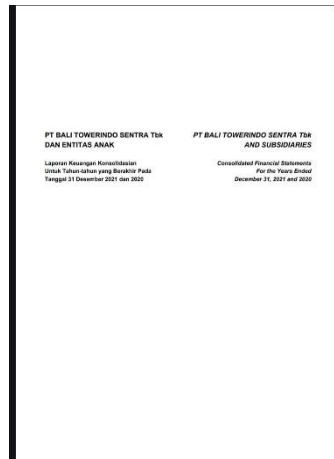 PT BALI TOWERINDO SENTRA Tbk
DAN ENTITAS ANAK
Laporan Keuangan Konsolidasian
Untuk Tahun-tahun yang Berakhir Pada
Tanggal 31 Desember 2021 dan 2020
PT BALI TOWERINDO SENTRA Tbk
AND SUBSIDIARIES
Consolidated Financial Statements
For the Years Ended
December 31, 2021 and 2020